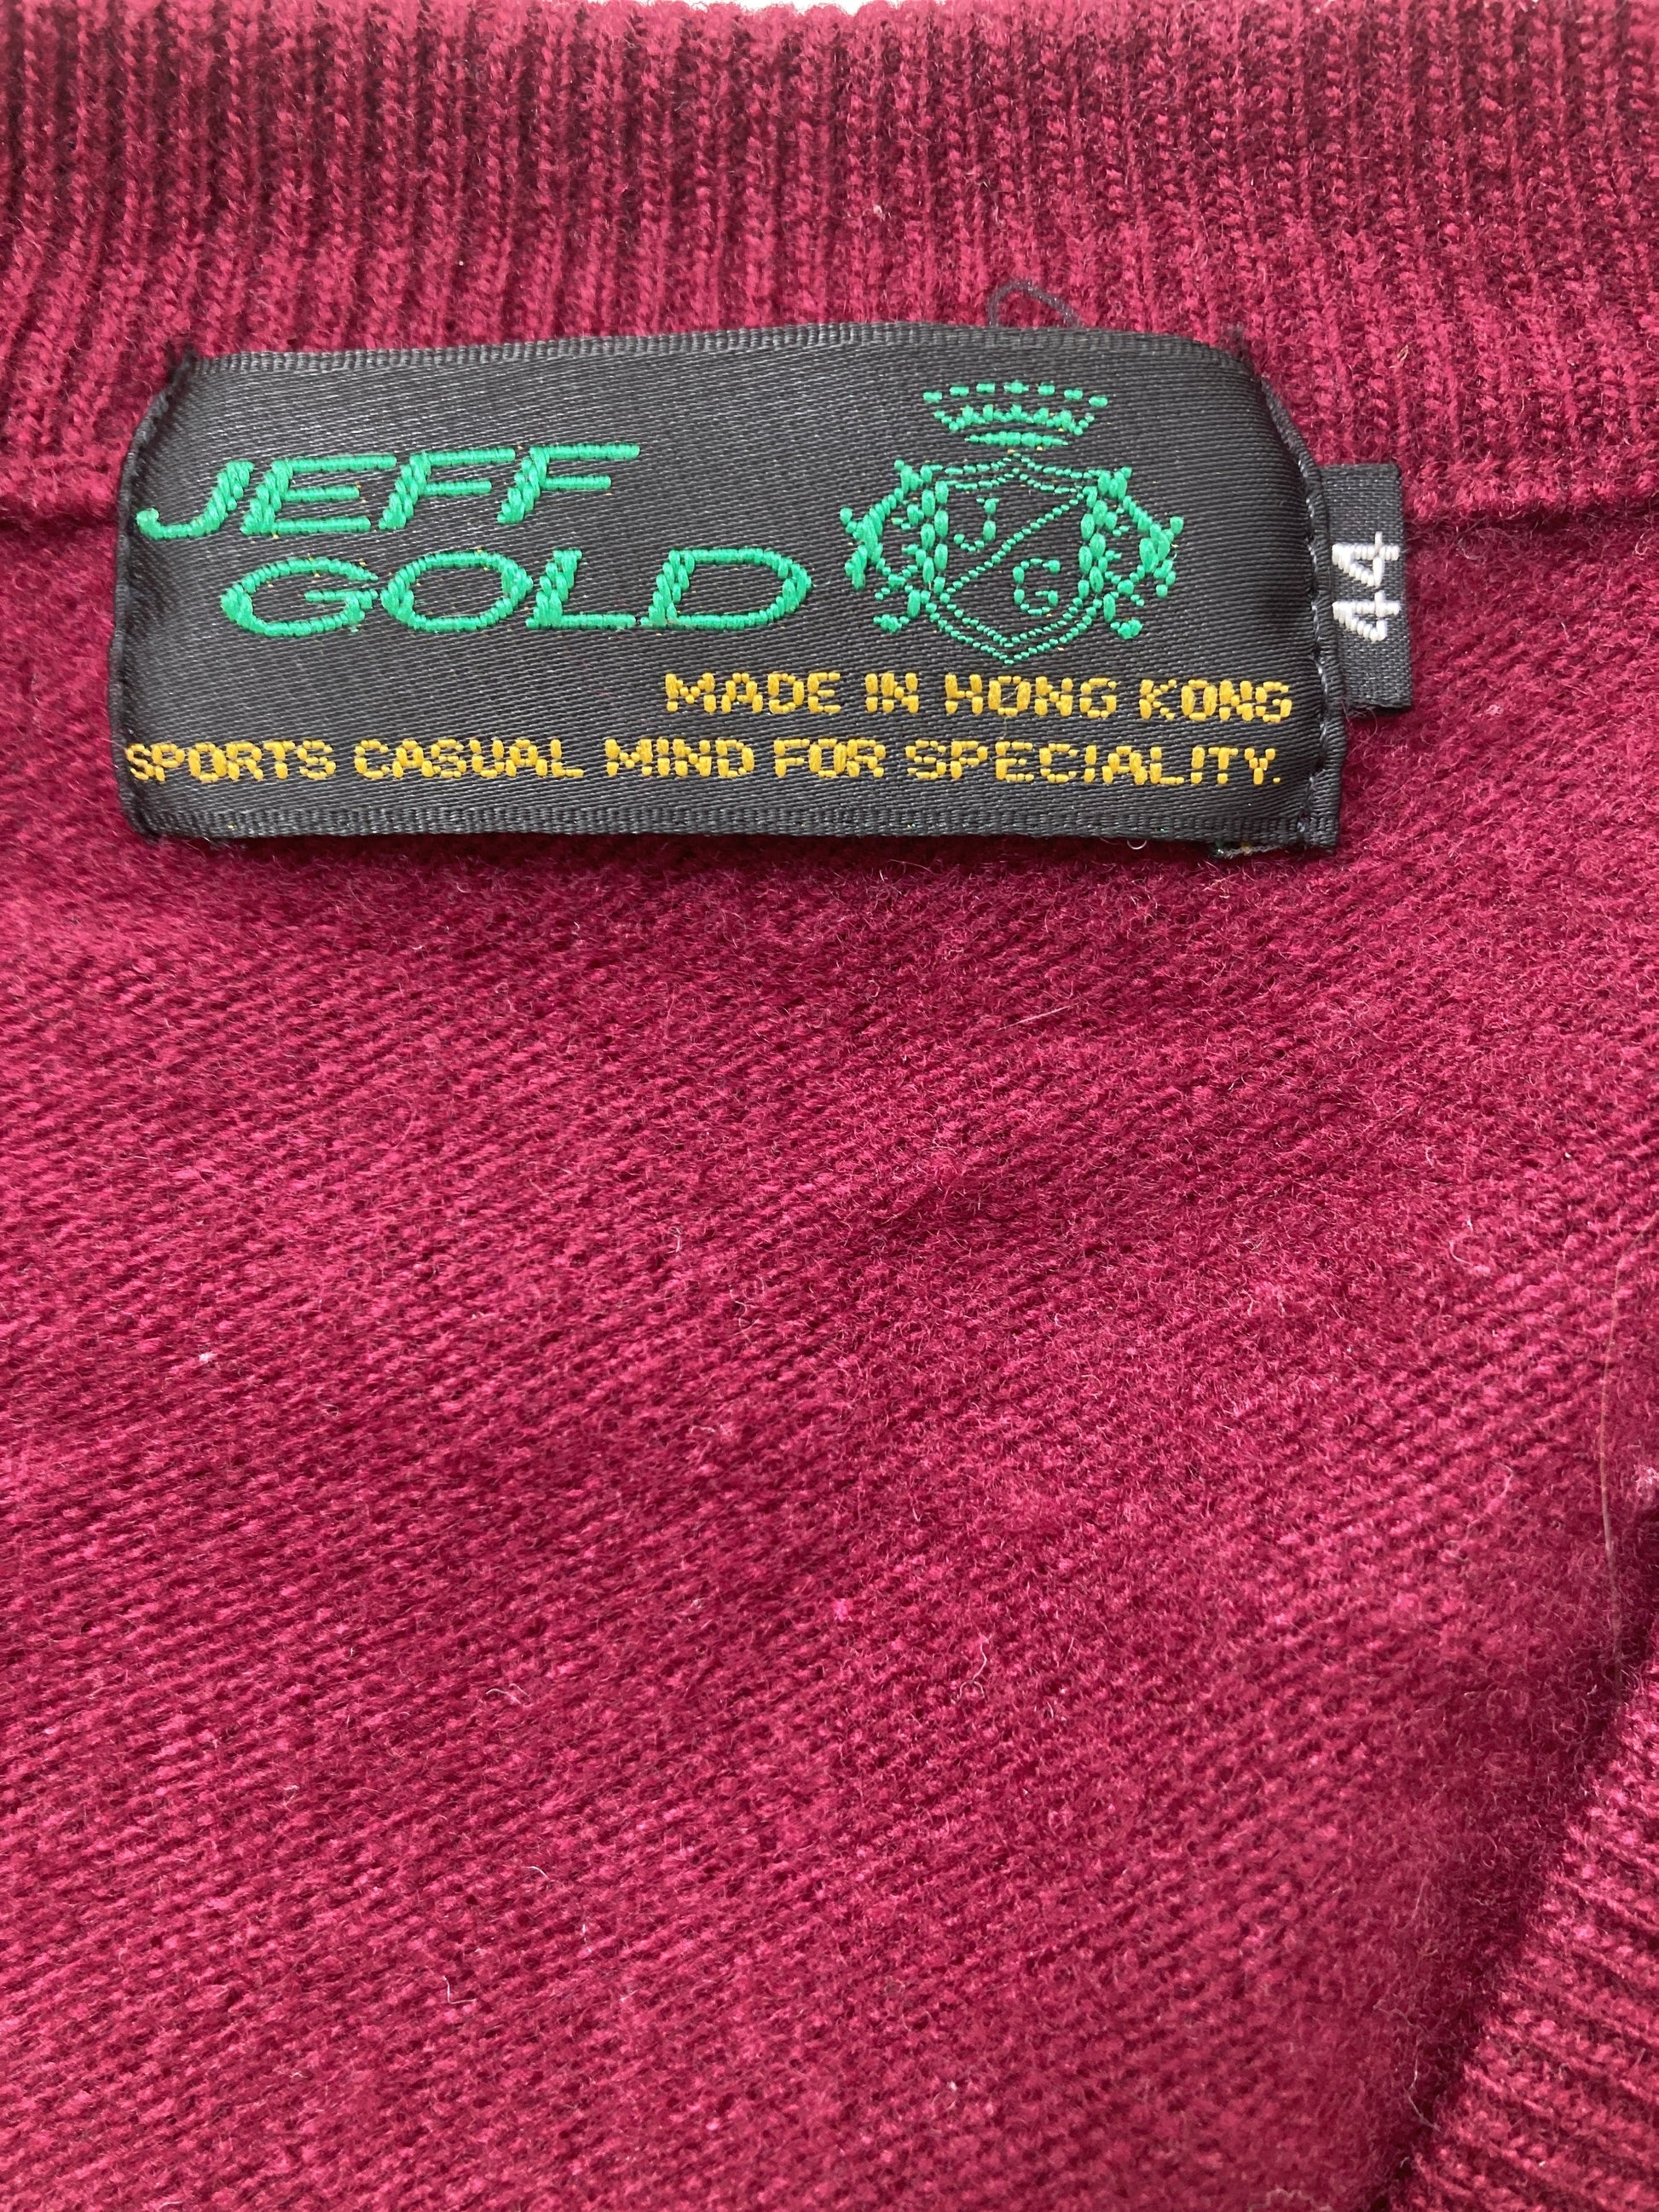 JEFF
GOLD
J
G
MADE IN HONG KONG
SPORTS CASUAL MIND FOR SPECIALITY.
44